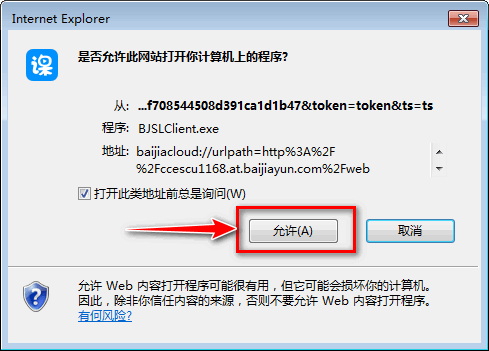 Internet Explorer
课
是否允许此网站打开你计算机上的程序?
从: ...f708544508d391ca1d1b47&token=token&ts=ts
程序: BJSLClient.exe
地址: baijiacloud://urlpath=http%3A%2F
%2Fccescu1168.at.baijiayun.com%2Fweb
打开此类地址前总是询问(W)
允许(A) 取消
允许 Web 内容打开程序可能很有用，但它可能会损坏你的计算机。
因此，除非你信任内容的来源，否则不要允许 Web 内容打开程序。
有何风险?